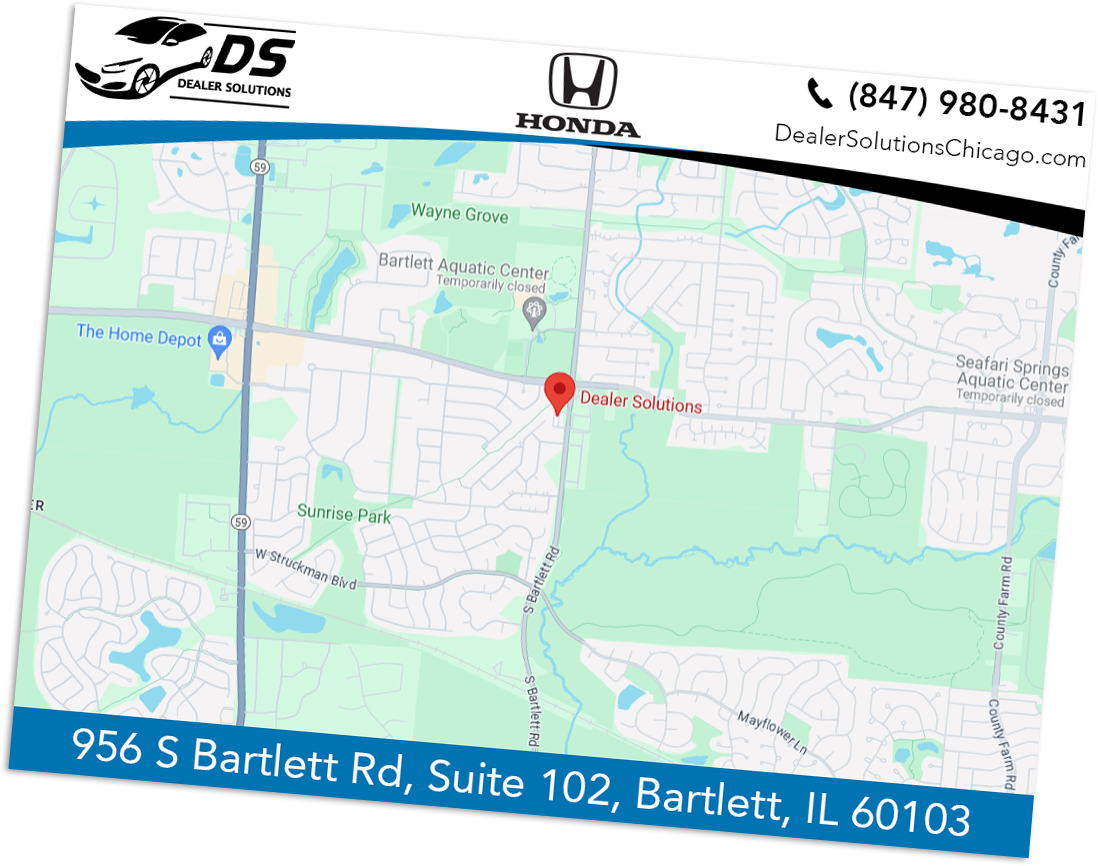 DS
DEALER SOLUTIONS
HONDA
(847) 980-8431
DealerSolutionsChicago.com
59
Wayne Grove
County Far
Bartlett Aquatic Center
Temporarily closed
The Home Depot
Seafari Springs
Aquatic Center
Temporarily closed
Dealer Solutions
ER
Sunrise Park
59
W Struckman Blvd
S Bartlett Rd
County Farm Rd
S Bartlett Rd
Mayflower Ln
County Farm Rd
956 S Bartlett Rd, Suite 102, Bartlett, IL 60103